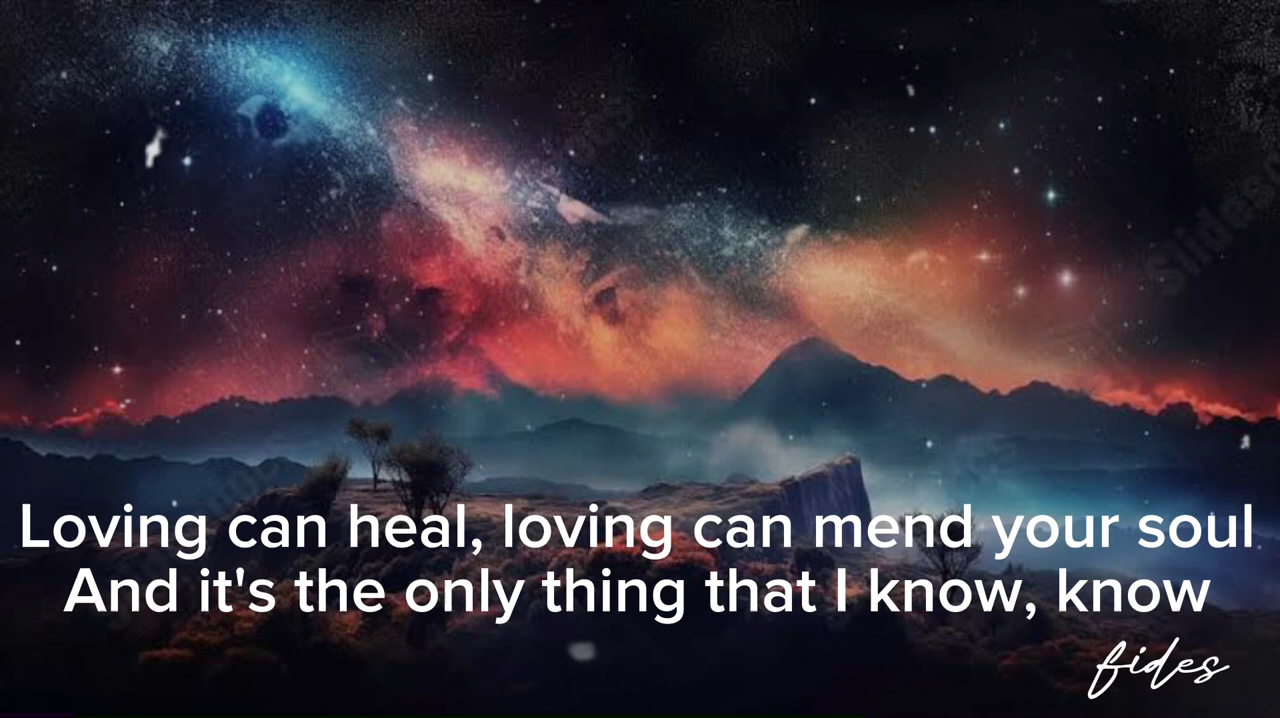 Loving can heal, loving can mend your soul
And it's the only thing that I know, know
fides